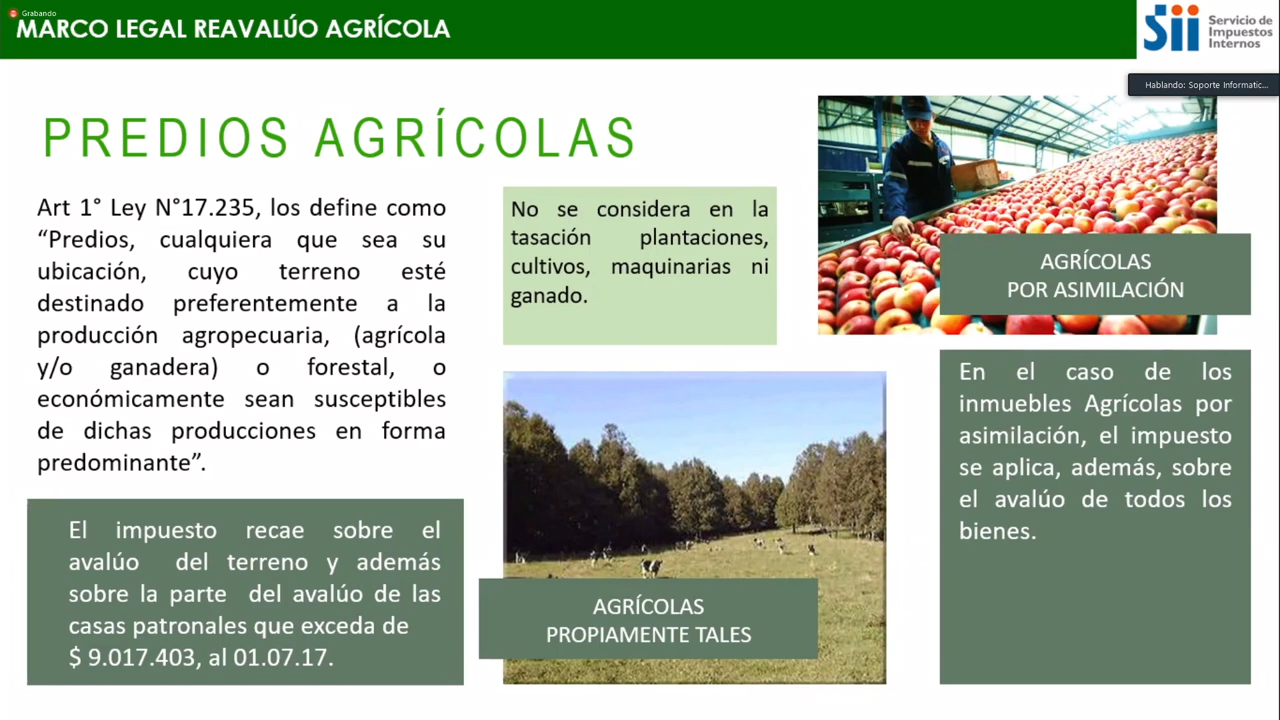 Grabando
MARCO LEGAL REAVALÚO AGRÍCOLA
Sii
Servicio de
Impuestos
Internos
Hablando: Soporte Informatic...
PREDIOS AGRÍCOLAS
Art 1° Ley N°17.235, los define como
“Predios, cualquiera que sea su
ubicación, cuyo terreno esté
destinado preferentemente a la
producción agropecuaria, (agrícola
y/o ganadera) o forestal, o
económicamente sean susceptibles
de dichas producciones en forma
predominante”.
El impuesto recae sobre el
avalúo del terreno y además
sobre la parte del avalúo de las
casas patronales que exceda de
$ 9.017.403, al 01.07.17.
No se considera en la
tasación plantaciones,
cultivos, maquinarias ni
ganado.
AGRÍCOLAS
PROPIAMENTE TALES
AGRÍCOLAS
POR ASIMILACIÓN
En el caso de los
inmuebles Agrícolas por
asimilación, el impuesto
se aplica, además, sobre
el avalúo de todos los
bienes.